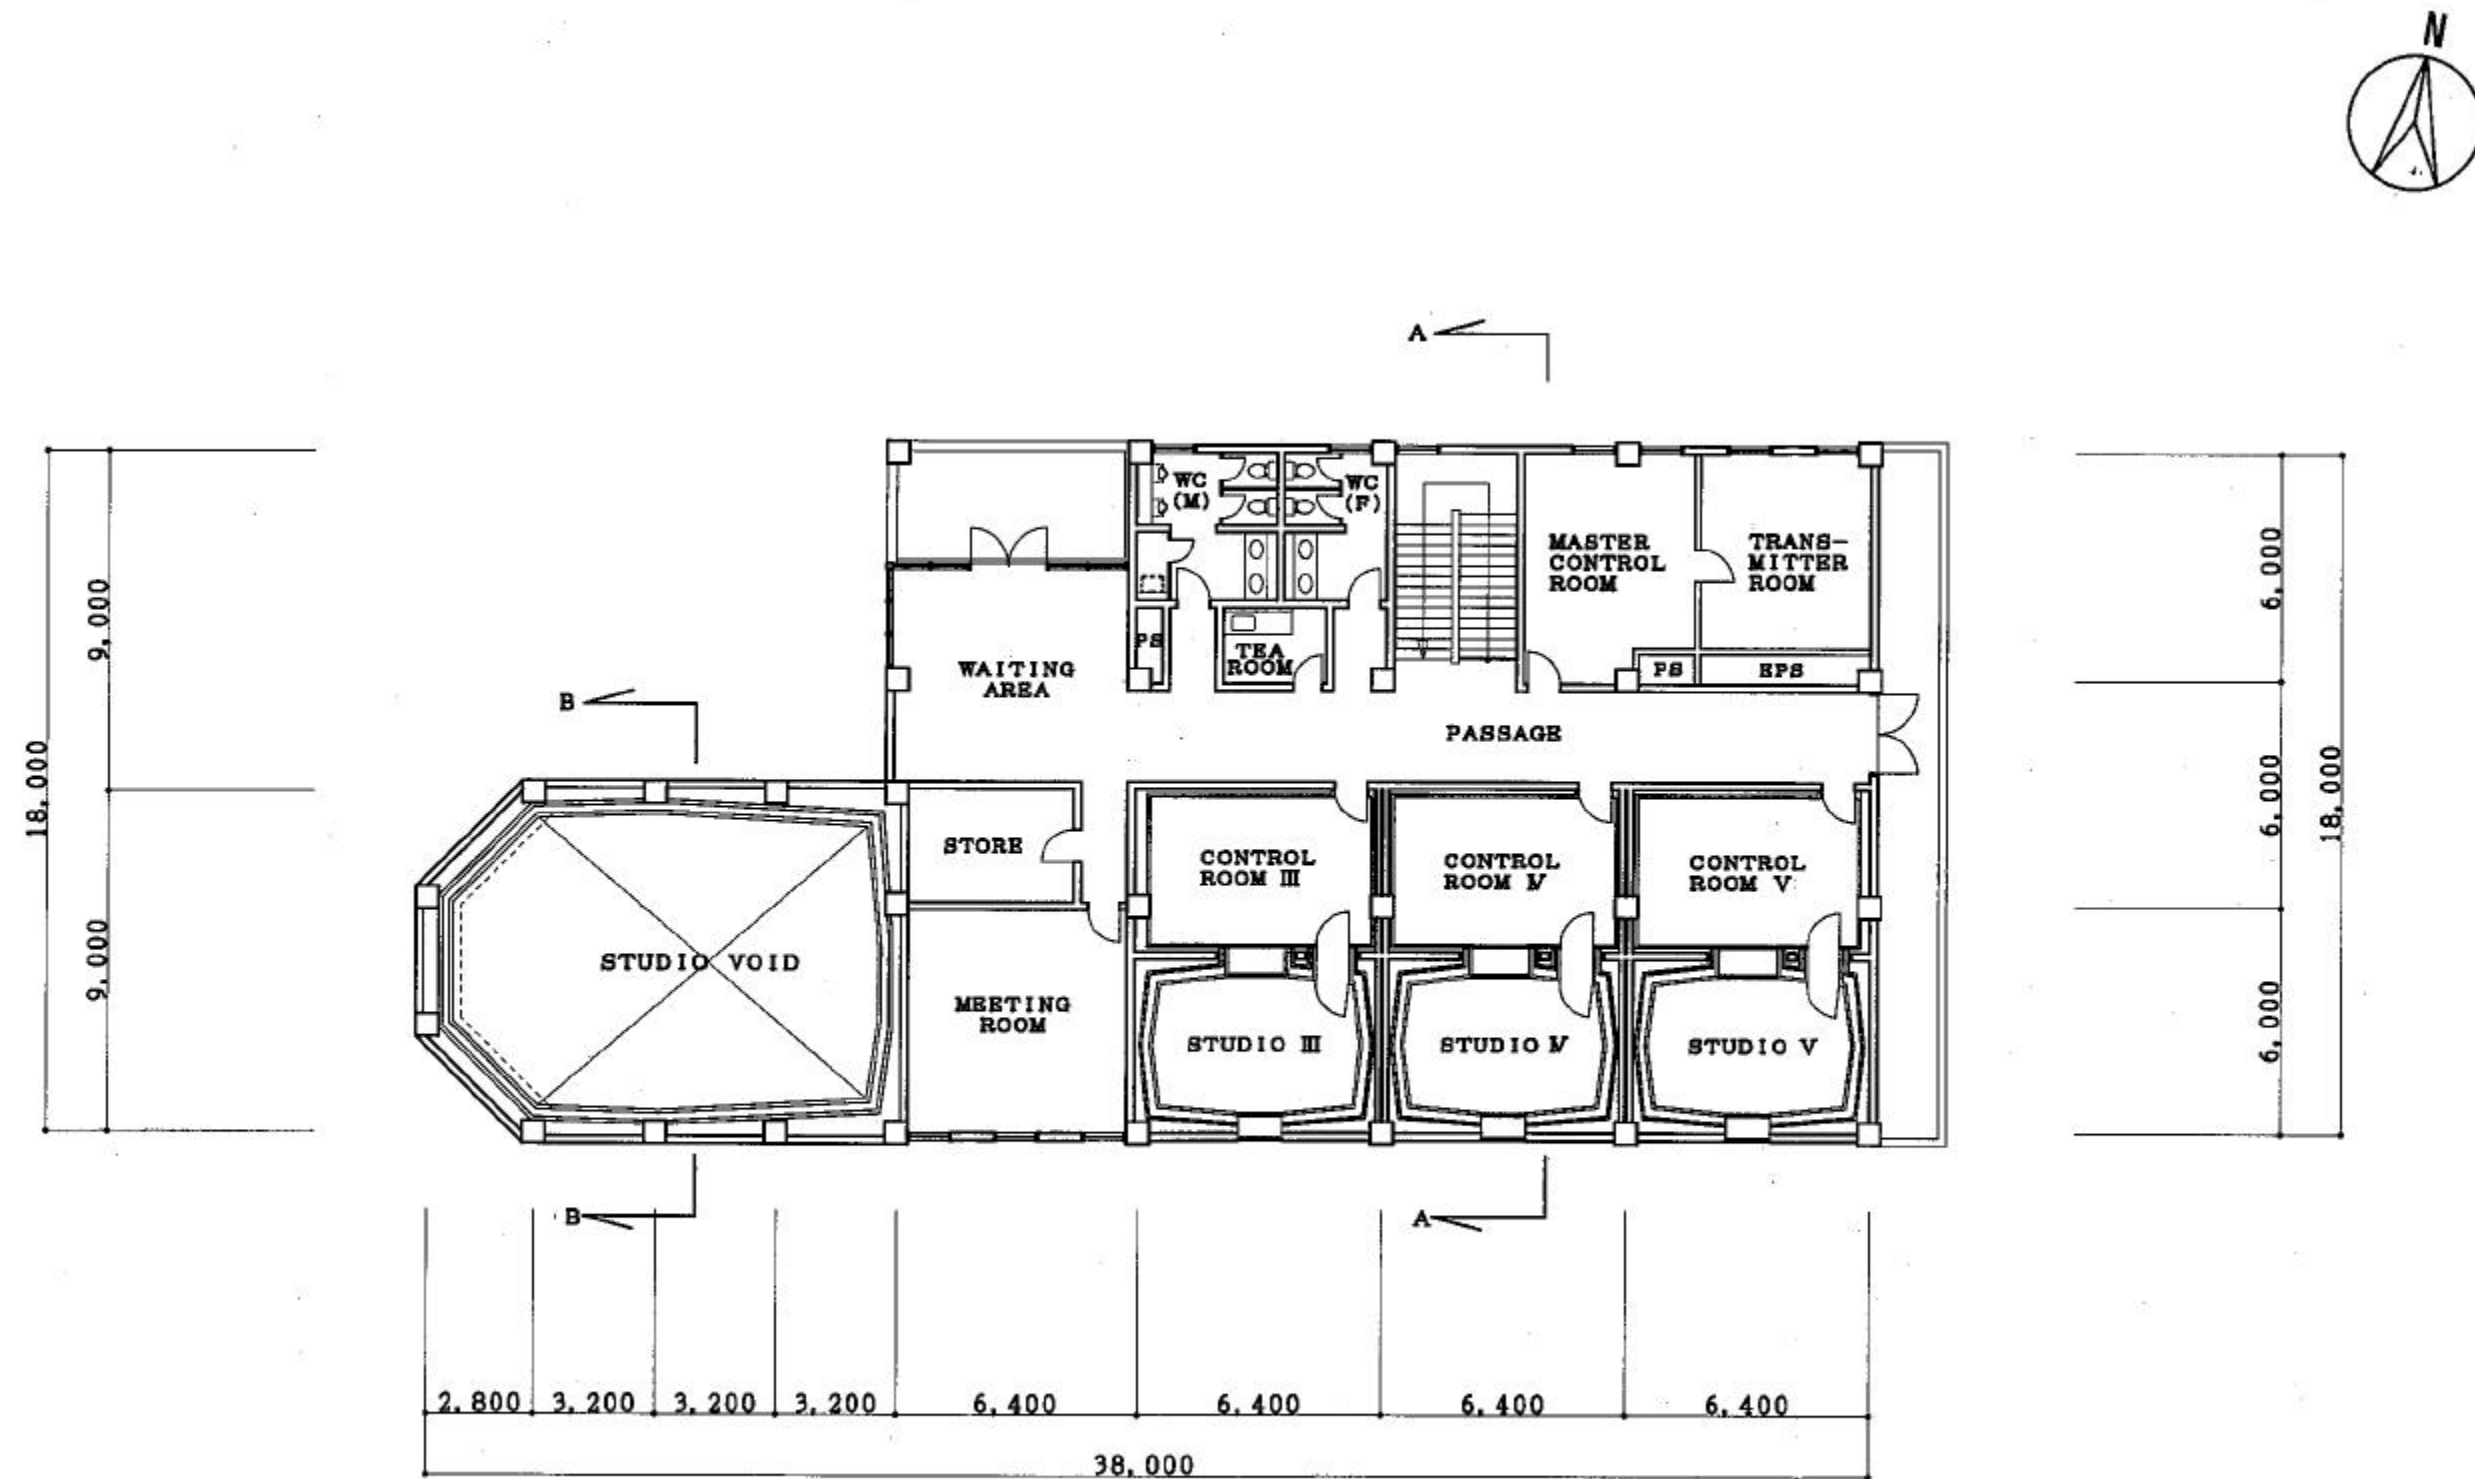 N
A
WC
(M)
WC
(F)
MASTER
CONTROL
ROOM
TRANS-
MITTER
ROOM
6,000
9,000
PS
TEA
ROOM
WAITING
AREA
PS
EPS
B
PASSAGE
18,000
6,000
18,000
STORE
CONTROL
ROOM III
CONTROL
ROOM IV
CONTROL
ROOM V
9,000
STUDIO VOID
MEETING
ROOM
STUDIO III
STUDIO IV
STUDIO V
6,000
B
A
2,800 3,200 3,200 3,200 6,400 6,400 6,400 6,400
38,000